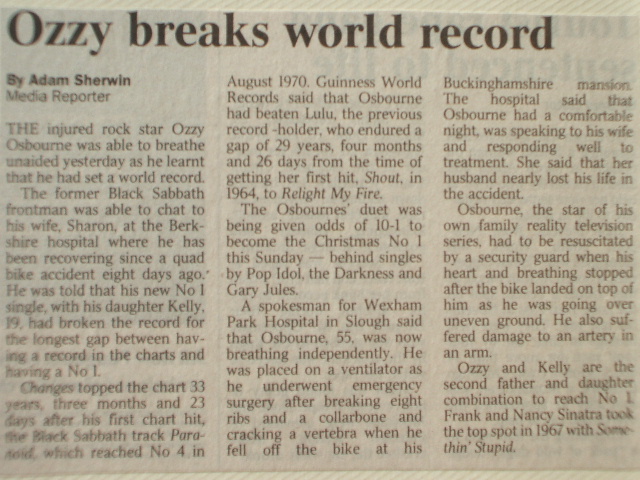 Ozzy breaks world record
By Adam Sherwin
Media Reporter
THE injured rock star Ozzy
Osbourne was able to breathe
unaided yesterday as he learnt
that he had set a world record.
The former Black Sabbath
frontman was able to chat to
his wife, Sharon, at the Berk-
shire hospital where he has
been recovering since a quad
bike accident eight days ago.
He was told that his new No 1
single, with his daughter Kelly,
19, had broken the record for
the longest gap between hav-
ing a record in the charts and
having a No 1.
Changes topped the chart 33
years, three months and 23
days after his first chart hit,
the Black Sabbath track Para-
noid, which reached No 4 in
August 1970. Guinness World
Records said that Osbourne
had beaten Lulu, the previous
record -holder, who endured a
gap of 29 years, four months
and 26 days from the time of
getting her first hit, Shout, in
1964, to Relight My Fire.
The Osbournes' duet was
being given odds of 10-1 to
become the Christmas No 1
this Sunday — behind singles
by Pop Idol, the Darkness and
Gary Jules.
A spokesman for Wexham
Park Hospital in Slough said
that Osbourne, 55, was now
breathing independently. He
was placed on a ventilator as
he underwent emergency
surgery after breaking eight
ribs and a collarbone and
cracking a vertebra when he
fell off the bike at his
Buckinghamshire mansion.
The hospital said that
Osbourne had a comfortable
night, was speaking to his wife
and responding well to
treatment. She said that her
husband nearly lost his life in
the accident.
Osbourne, the star of his
own family reality television
series, had to be resuscitated
by a security guard when his
heart and breathing stopped
after the bike landed on top of
him as he was going over
uneven ground. He also suf-
fered damage to an artery in
an arm.
Ozzy and Kelly are the
second father and daughter
combination to reach No 1.
Frank and Nancy Sinatra took
the top spot in 1967 with Some-
thin' Stupid.